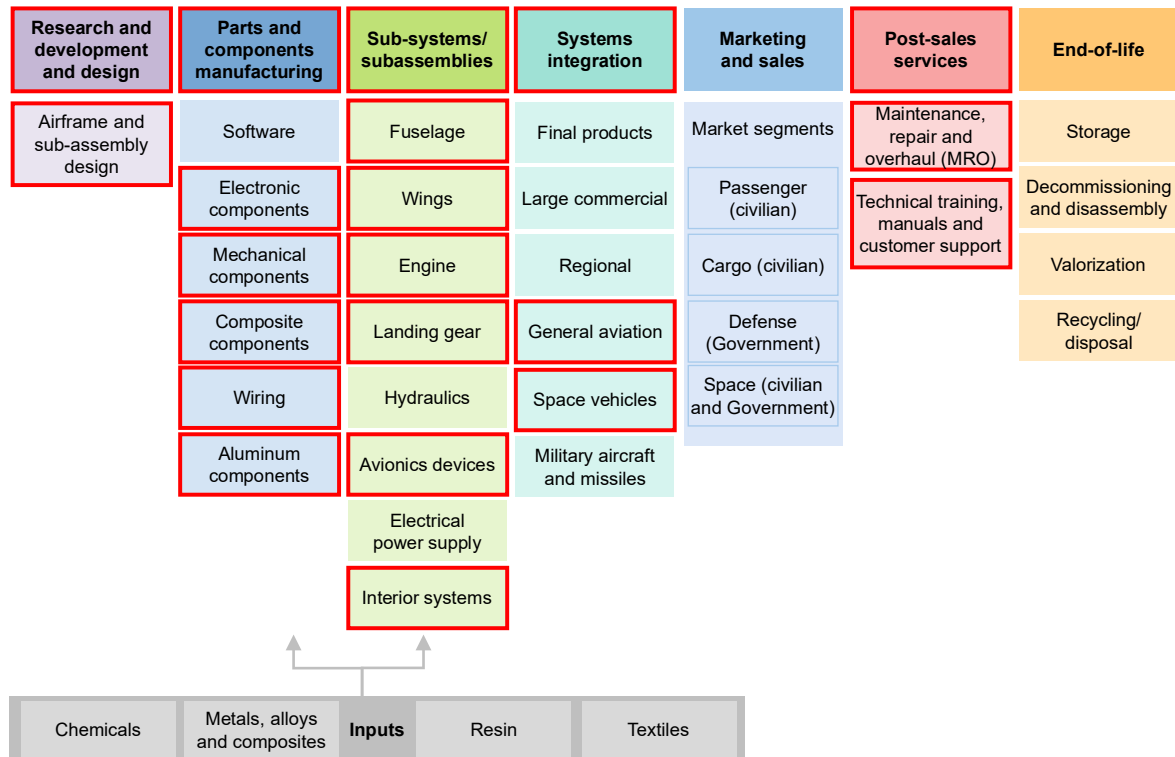 Research and
development
and design
Parts and
components
manufacturing
Sub-systems/
subassemblies
Systems
integration
Marketing
and sales
Post-sales
services
End-of-life
Airframe and
sub-assembly
design
Software
Electronic
components
Mechanical
components
Composite
components
Wiring
Aluminum
components
Fuselage
Wings
Engine
Landing gear
Hydraulics
Avionics devices
Electrical
power supply
Interior systems
Final products
Large commercial
Regional
General aviation
Space vehicles
Military aircraft
and missiles
Market segments
Passenger
(civilian)
Cargo (civilian)
Defense
(Government)
Space (civilian
and Government)
Maintenance,
repair and
overhaul (MRO)
Technical training,
manuals and
customer support
Storage
Decommissioning
and disassembly
Valorization
Recycling/
disposal
Chemicals
Metals, alloys
and composites
Inputs
Resin
Textiles